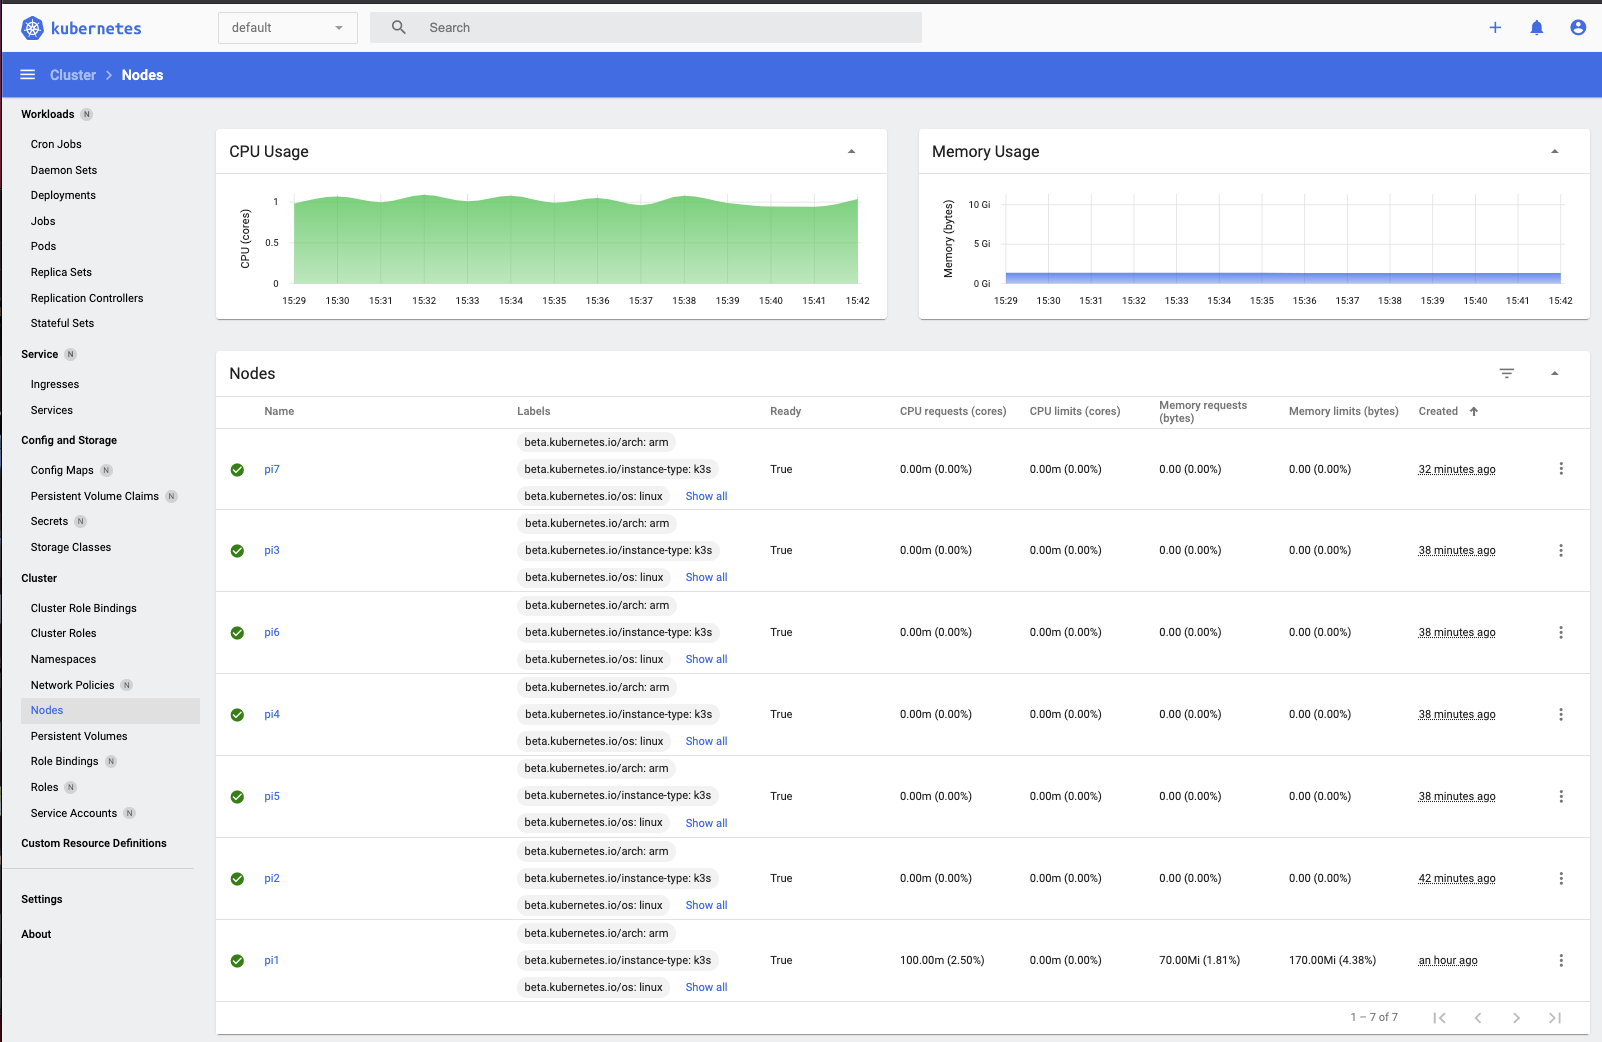 kubernetes
default
Search
Cluster > Nodes
Workloads N
Cron Jobs
Daemon Sets
Deployments
Jobs
Pods
Replica Sets
Replication Controllers
Stateful Sets
Service N
Ingresses
Services
Config and Storage
Config Maps N
Persistent Volume Claims N
Secrets N
Storage Classes
Cluster
Cluster Role Bindings
Cluster Roles
Namespaces
Network Policies N
Nodes
Persistent Volumes
Role Bindings N
Roles N
Service Accounts N
Custom Resource Definitions
Settings
About
CPU Usage
CPU (cores)
1
0.5
0
15:29 15:30 15:31 15:32 15:33 15:34 15:35 15:36 15:37 15:38 15:39 15:40 15:41 15:42
Memory Usage
Memory (bytes)
10 Gi
5 Gi
0 Gi
15:29 15:30 15:31 15:32 15:33 15:34 15:35 15:36 15:37 15:38 15:39 15:40 15:41 15:42
Nodes
Name Labels Ready CPU requests (cores) CPU limits (cores) Memory requests (bytes) Memory limits (bytes) Created
beta.kubernetes.io/arch: arm
pi7 beta.kubernetes.io/instance-type: k3s True 0.00m (0.00%) 0.00m (0.00%) 0.00 (0.00%) 0.00 (0.00%) 32 minutes ago
beta.kubernetes.io/os: linux Show all
beta.kubernetes.io/arch: arm
pi3 beta.kubernetes.io/instance-type: k3s True 0.00m (0.00%) 0.00m (0.00%) 0.00 (0.00%) 0.00 (0.00%) 38 minutes ago
beta.kubernetes.io/os: linux Show all
beta.kubernetes.io/arch: arm
pi6 beta.kubernetes.io/instance-type: k3s True 0.00m (0.00%) 0.00m (0.00%) 0.00 (0.00%) 0.00 (0.00%) 38 minutes ago
beta.kubernetes.io/os: linux Show all
beta.kubernetes.io/arch: arm
pi4 beta.kubernetes.io/instance-type: k3s True 0.00m (0.00%) 0.00m (0.00%) 0.00 (0.00%) 0.00 (0.00%) 38 minutes ago
beta.kubernetes.io/os: linux Show all
beta.kubernetes.io/arch: arm
pi5 beta.kubernetes.io/instance-type: k3s True 0.00m (0.00%) 0.00m (0.00%) 0.00 (0.00%) 0.00 (0.00%) 38 minutes ago
beta.kubernetes.io/os: linux Show all
beta.kubernetes.io/arch: arm
pi2 beta.kubernetes.io/instance-type: k3s True 0.00m (0.00%) 0.00m (0.00%) 0.00 (0.00%) 0.00 (0.00%) 42 minutes ago
beta.kubernetes.io/os: linux Show all
beta.kubernetes.io/arch: arm
pi1 beta.kubernetes.io/instance-type: k3s True 100.00m (2.50%) 0.00m (0.00%) 70.00Mi (1.81%) 170.00Mi (4.38%) an hour ago
beta.kubernetes.io/os: linux Show all
1 – 7 of 7